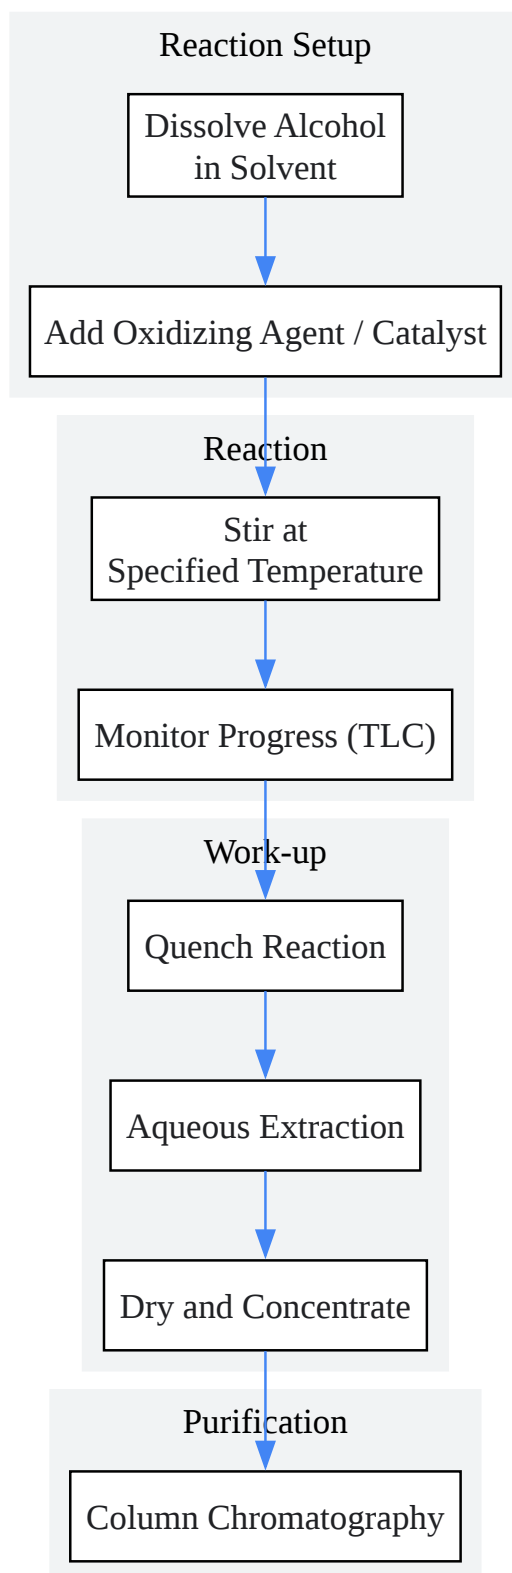 Reaction Setup
Dissolve Alcohol
in Solvent
Add Oxidizing Agent / Catalyst
Reaction
Stir at
Specified Temperature
Monitor Progress (TLC)
Work-up
Quench Reaction
Aqueous Extraction
Dry and Concentrate
Purification
Column Chromatography